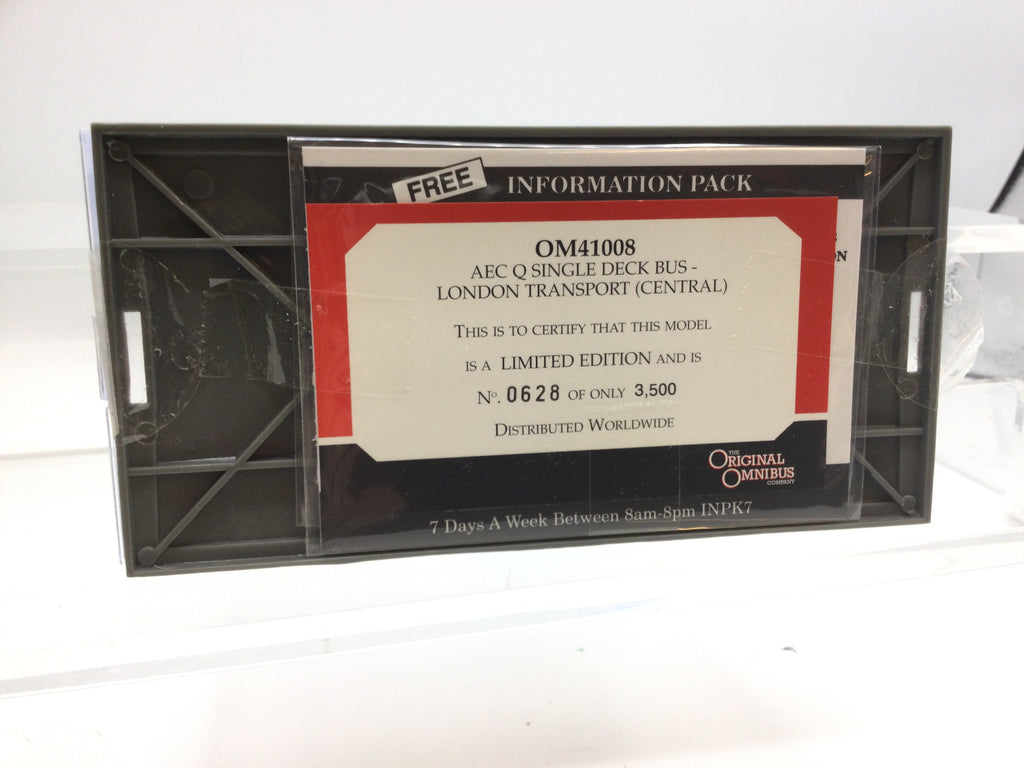 FREE
INFORMATION PACK
OM41008
AEC Q SINGLE DECK BUS -
LONDON TRANSPORT (CENTRAL)
THIS IS TO CERTIFY THAT THIS MODEL
IS A LIMITED EDITION AND IS
Nº. 0628 OF ONLY 3,500
DISTRIBUTED WORLDWIDE
THE
ORIGINAL
OMNIBUS
COMPANY
7 Days A Week Between 8am-8pm INPK7